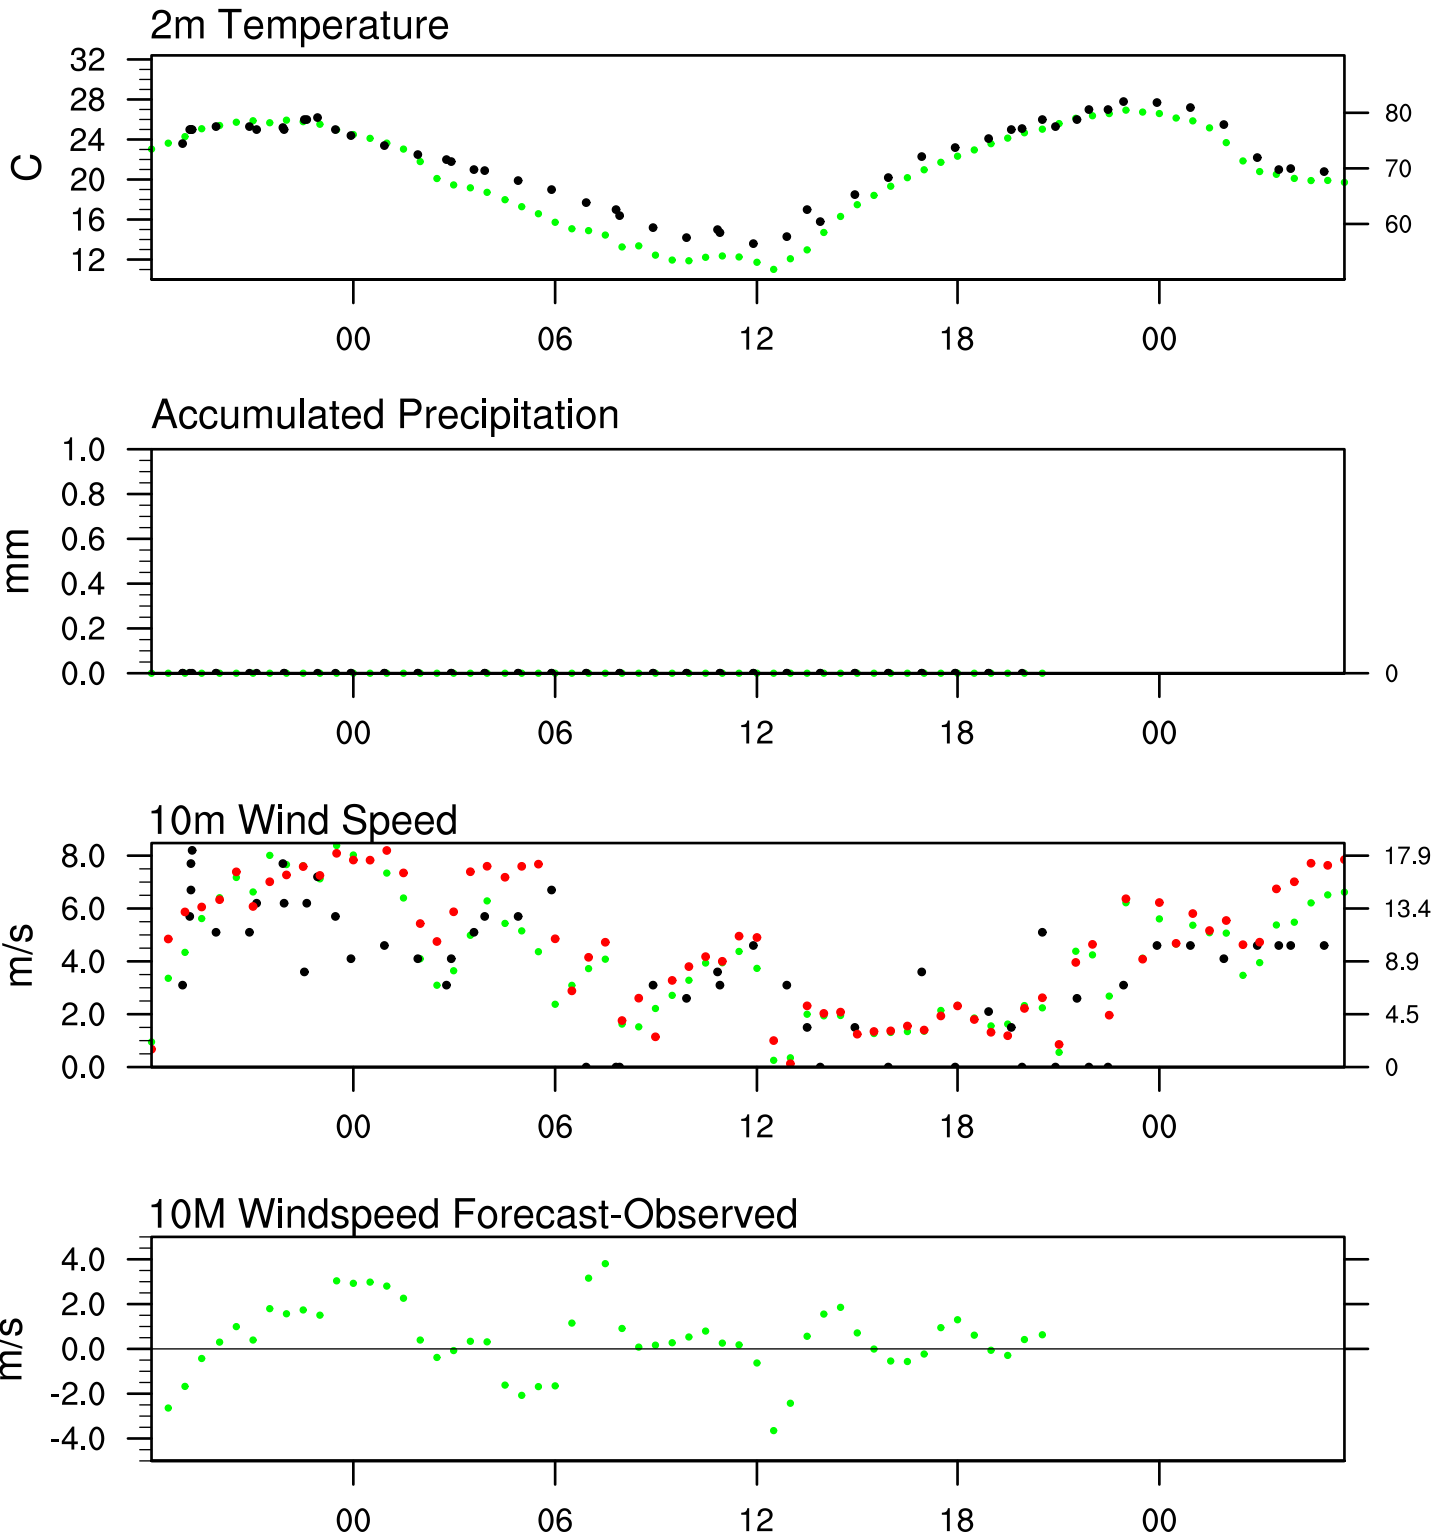 2m Temperature
32
28
24
20
16
12
C
80
70
60
00 06 12 18 00
Accumulated Precipitation
1.0
0.8
0.6
0.4
0.2
0.0
mm
0
00 06 12 18 00
10m Wind Speed
8.0
6.0
4.0
2.0
0.0
m/s
17.9
13.4
8.9
4.5
0
00 06 12 18 00
10M Windspeed Forecast-Observed
4.0
2.0
0.0
-2.0
-4.0
m/s
00 06 12 18 00